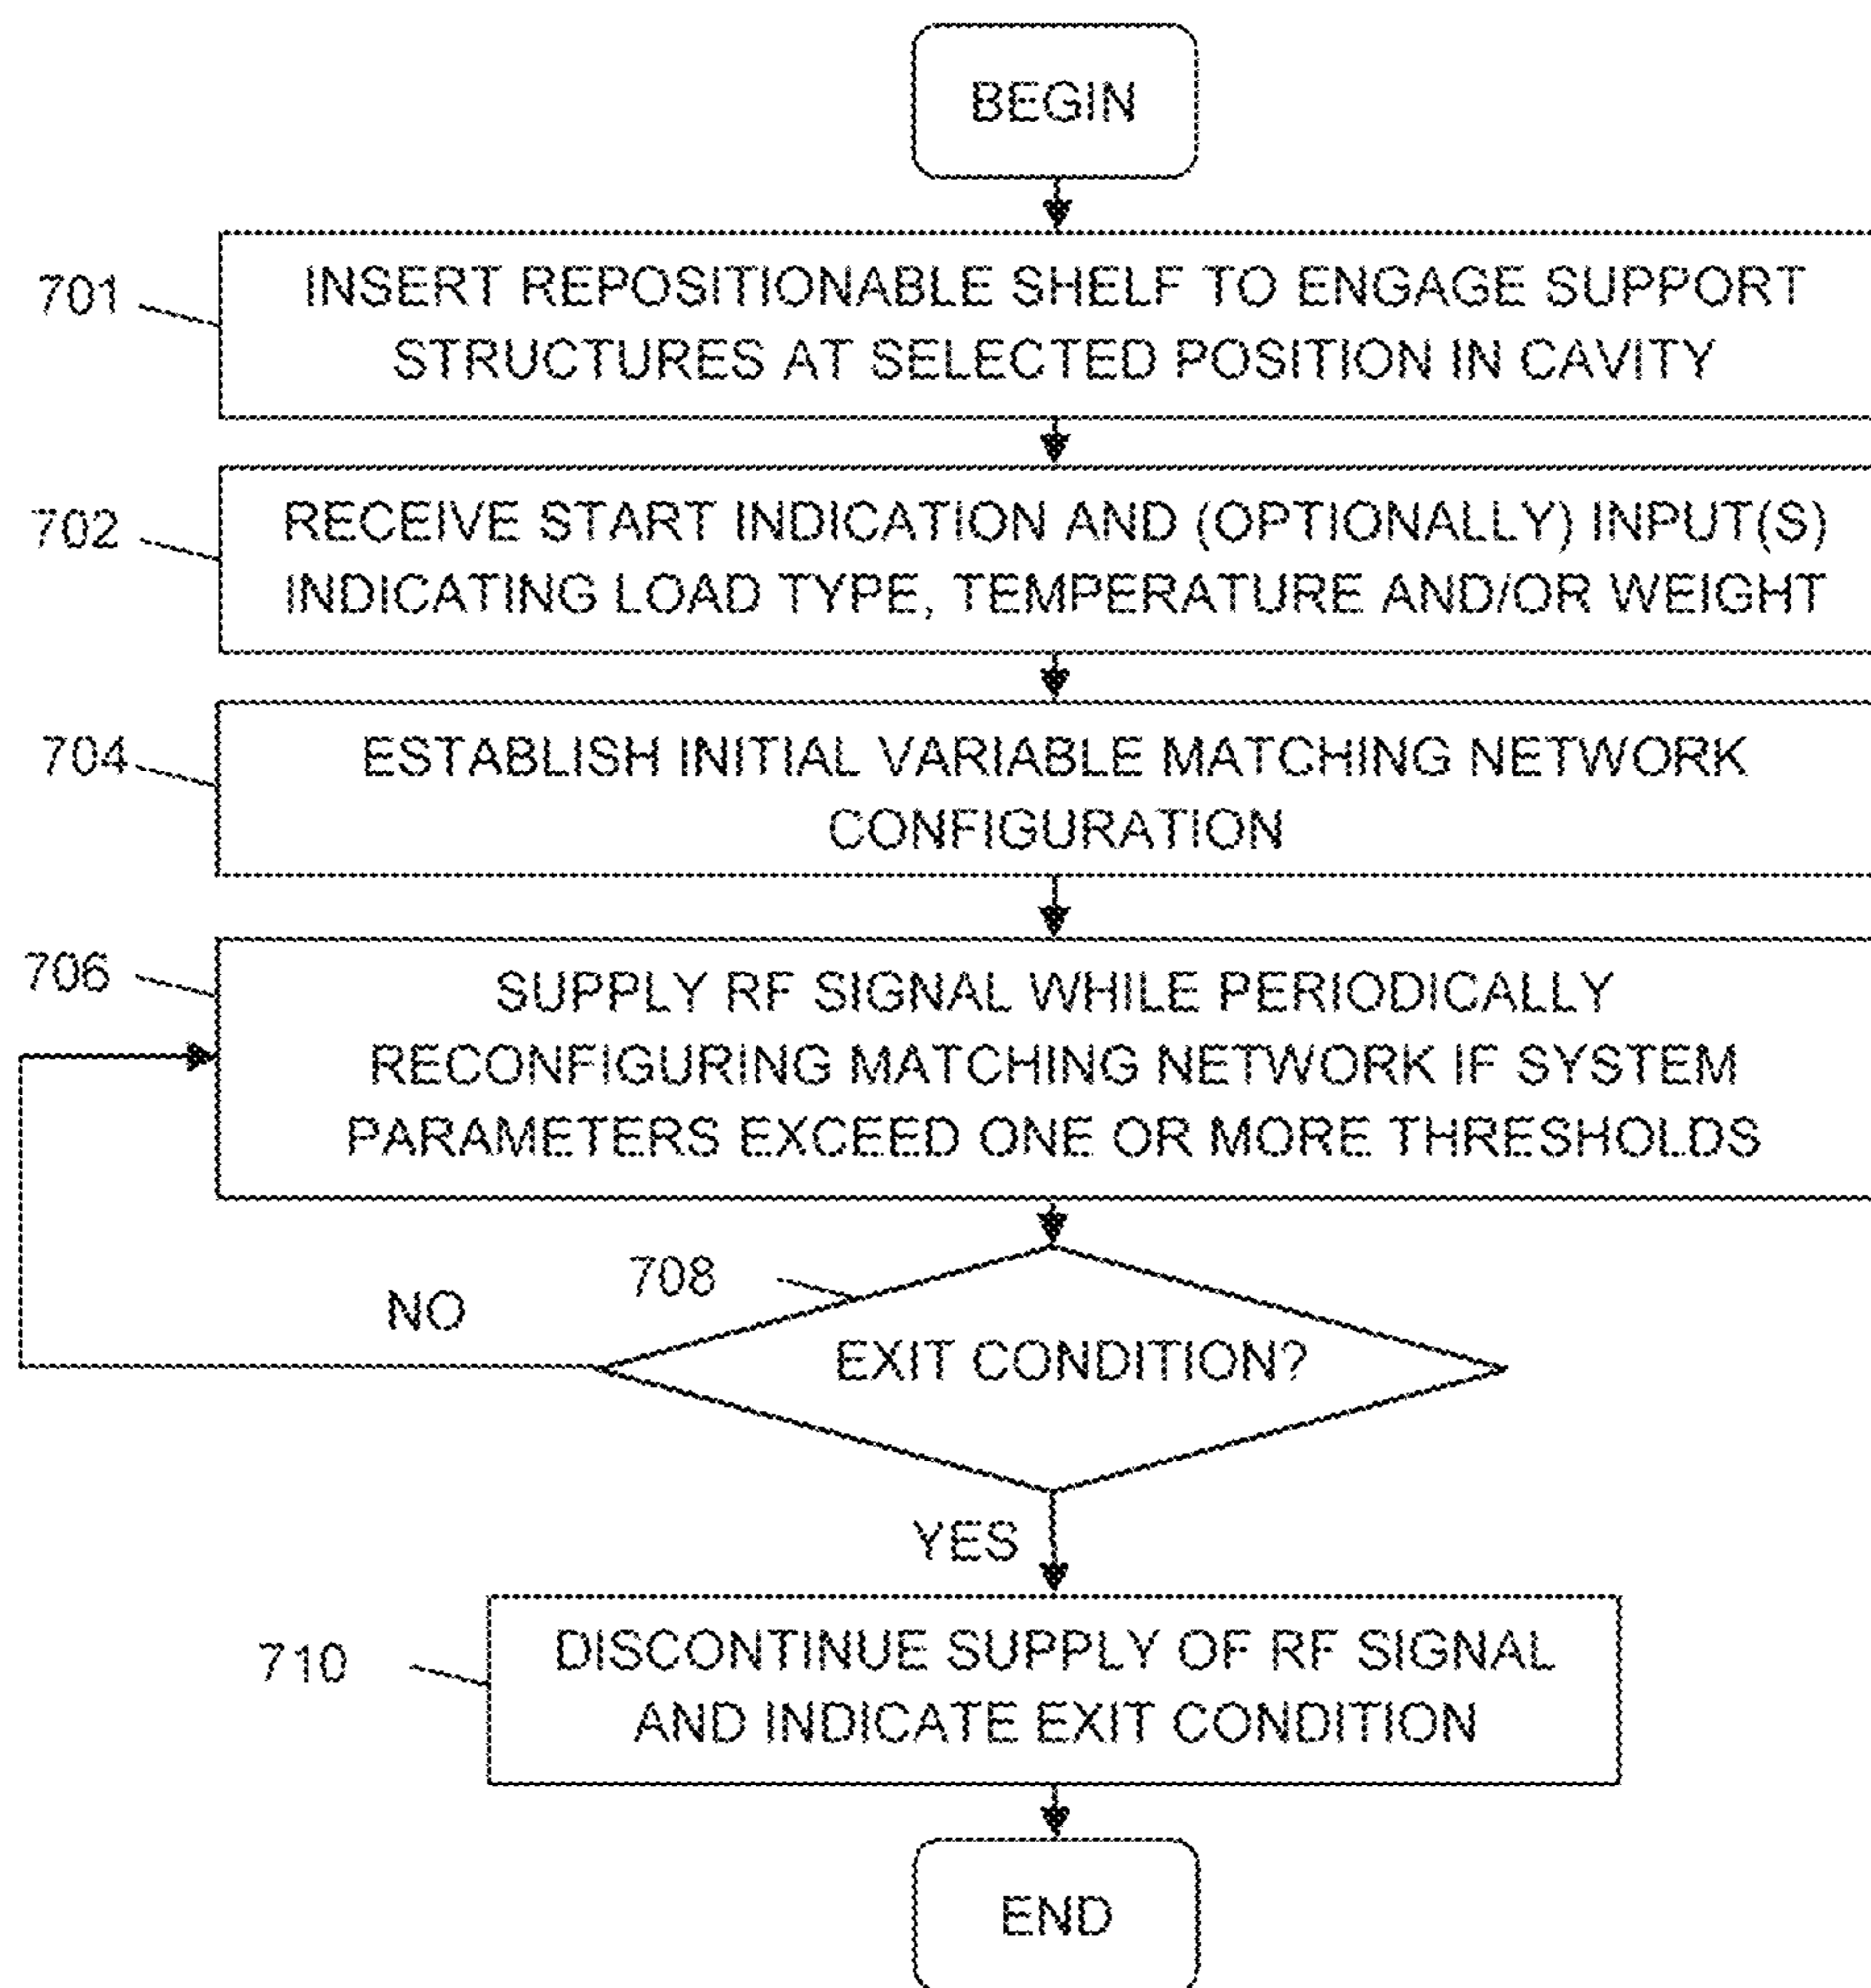 BEGIN
701
INSERT REPOSITIONABLE SHELF TO ENGAGE SUPPORT
STRUCTURES AT SELECTED POSITION IN CAVITY
702
RECEIVE START INDICATION AND (OPTIONALLY) INPUT(S)
INDICATING LOAD TYPE, TEMPERATURE AND/OR WEIGHT
704
ESTABLISH INITIAL VARIABLE MATCHING NETWORK
CONFIGURATION
706
SUPPLY RF SIGNAL WHILE PERIODICALLY
RECONFIGURING MATCHING NETWORK IF SYSTEM
PARAMETERS EXCEED ONE OR MORE THRESHOLDS
708
NO
EXIT CONDITION?
YES
710
DISCONTINUE SUPPLY OF RF SIGNAL
AND INDICATE EXIT CONDITION
END